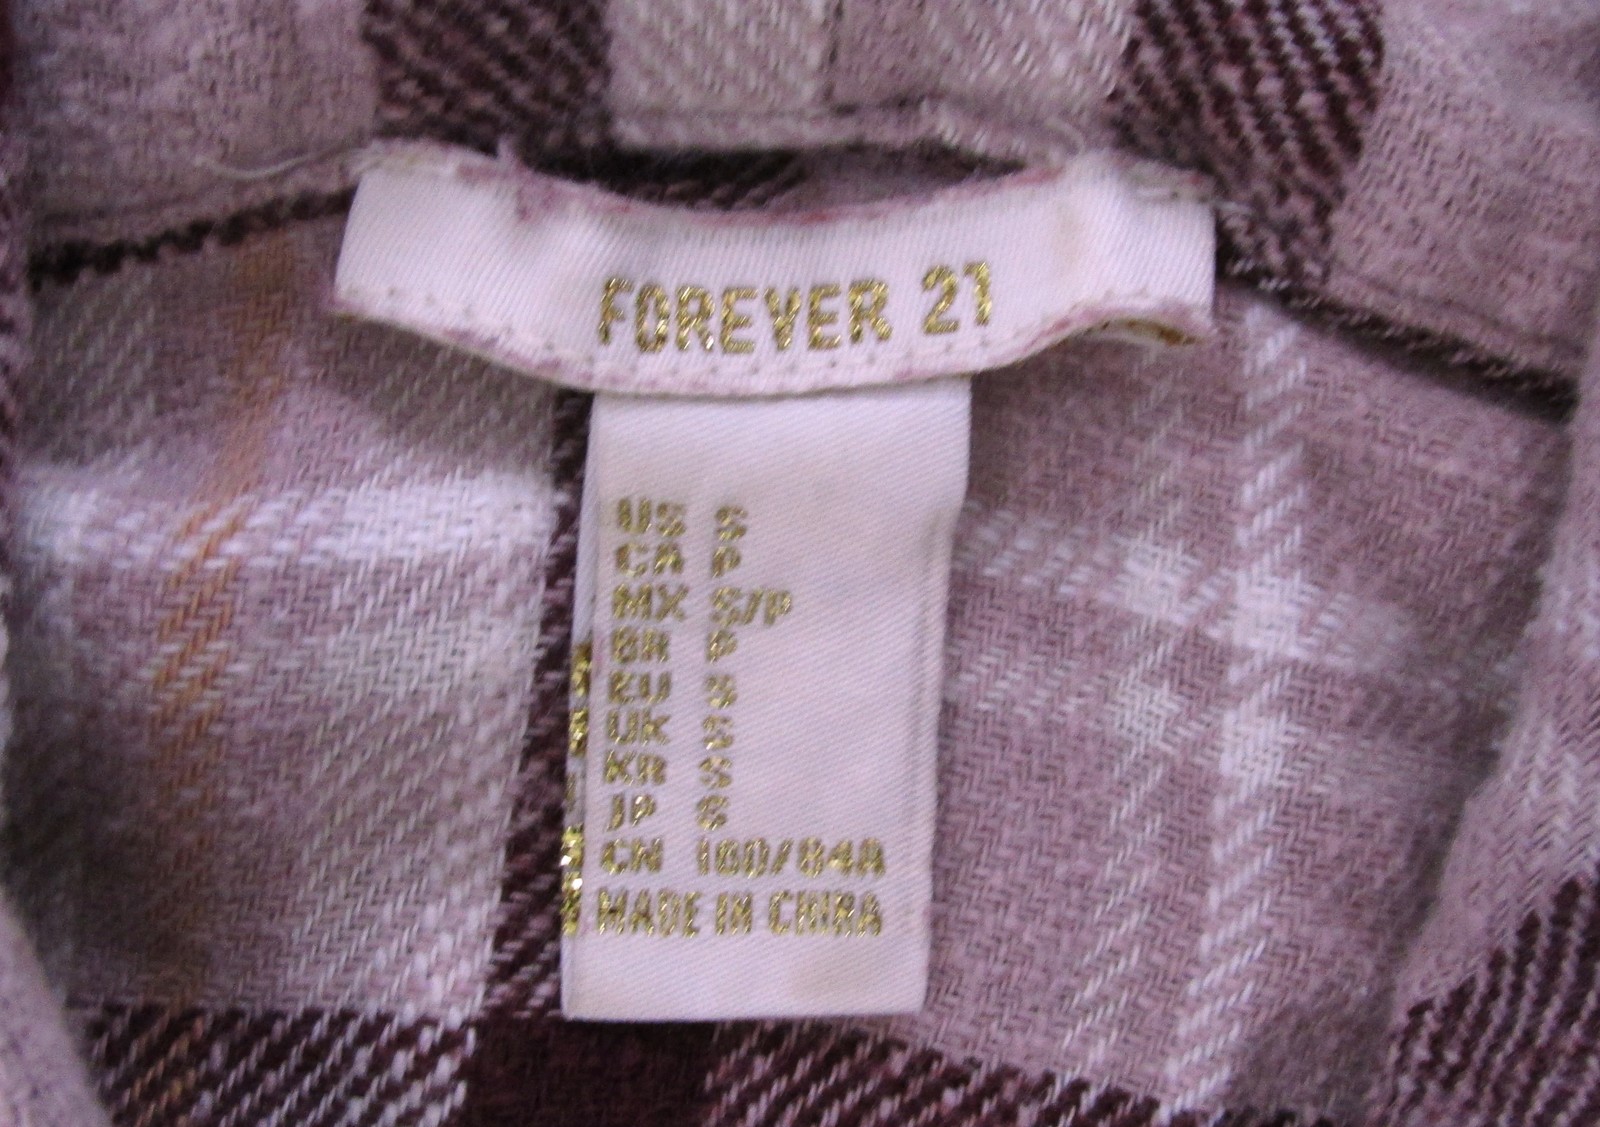 FOREVER 21
US S
CA P
MX S/P
BR P
EU S
UK S
KR S
JP S
CN 160/84A
MADE IN CHINA